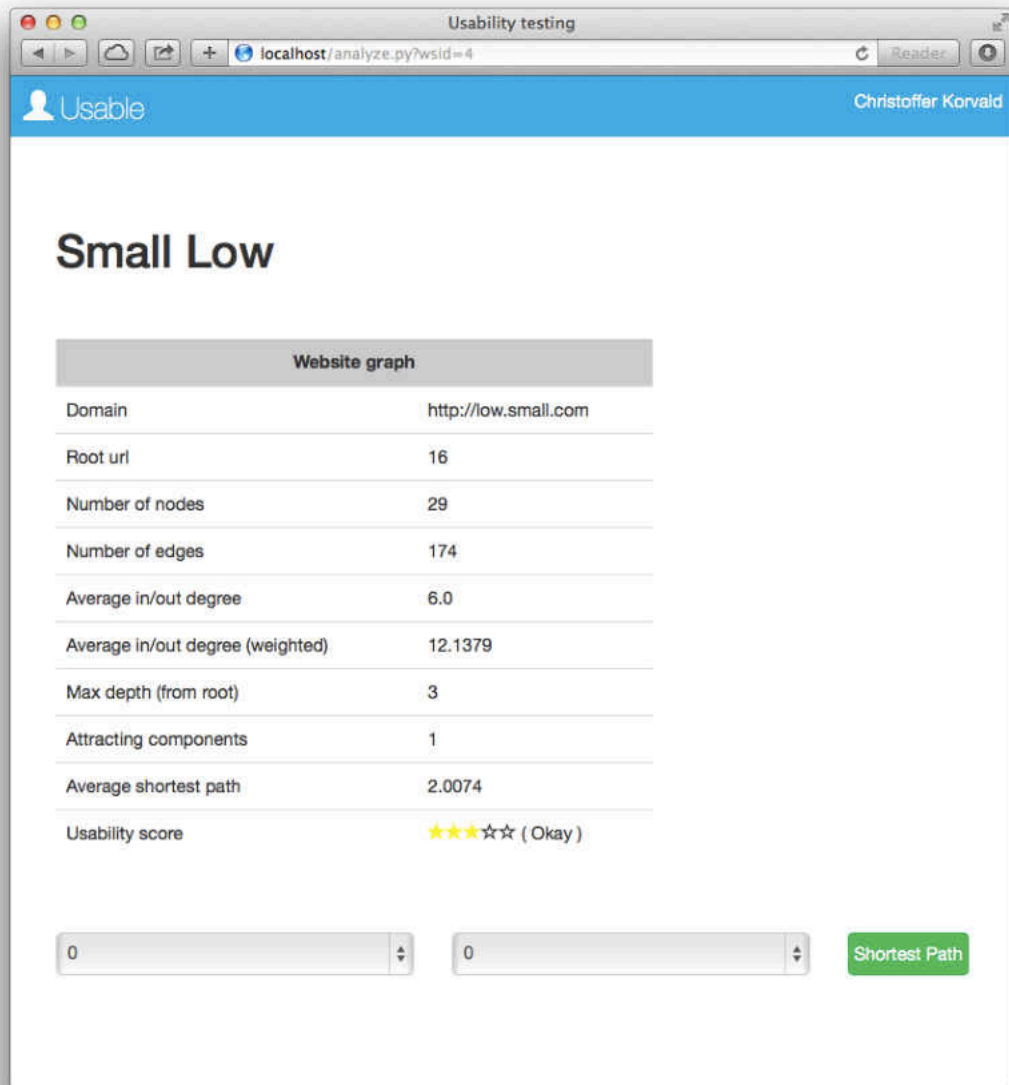 Usability testing
localhost/analyze.py?wsid=4 Reader
Usable Christoffer Korvald
Small Low
Website graph
Domain http://low.small.com
Root url 16
Number of nodes 29
Number of edges 174
Average in/out degree 6.0
Average in/out degree (weighted) 12.1379
Max depth (from root) 3
Attracting components 1
Average shortest path 2.0074
Usability score ★★★☆☆ ( Okay )
0 0 Shortest Path